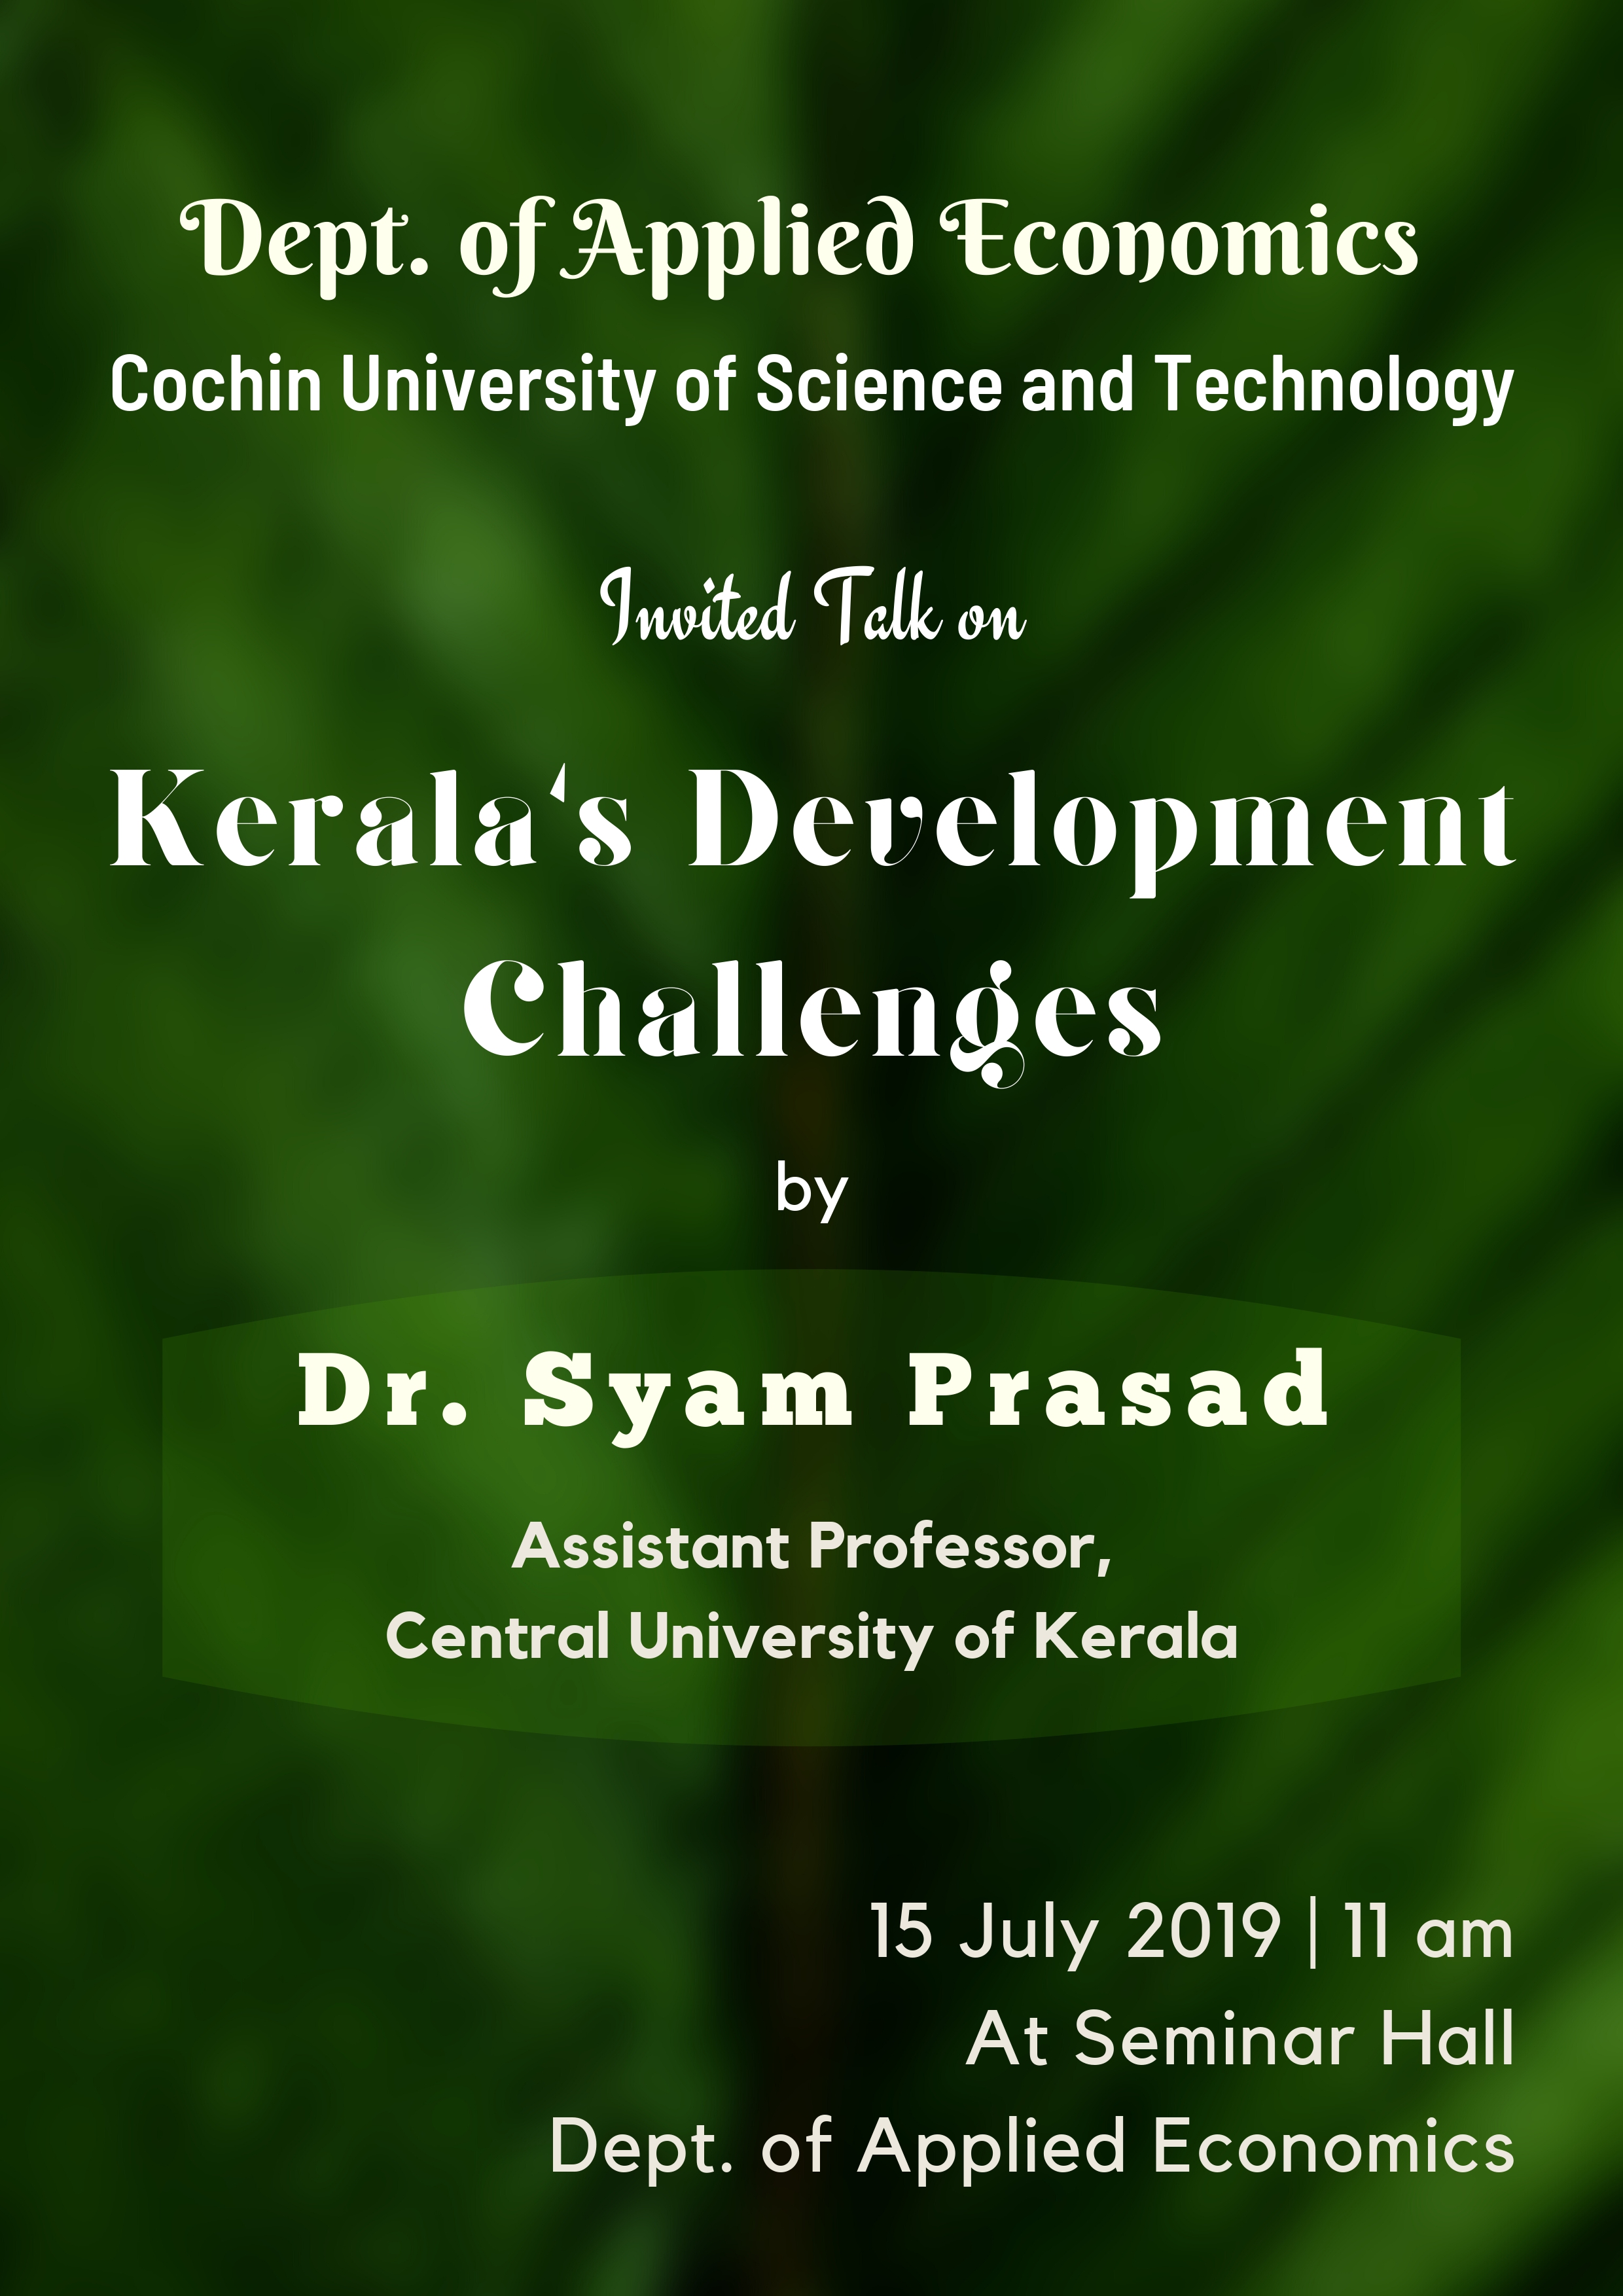 Dept. of Applied Economics
Cochin University of Science and Technology
Invited Talk on
Kerala's Development
Challenges
by
Dr. Syam Prasad
Assistant Professor,
Central University of Kerala
15 July 2019 | 11 am
At Seminar Hall
Dept. of Applied Economics